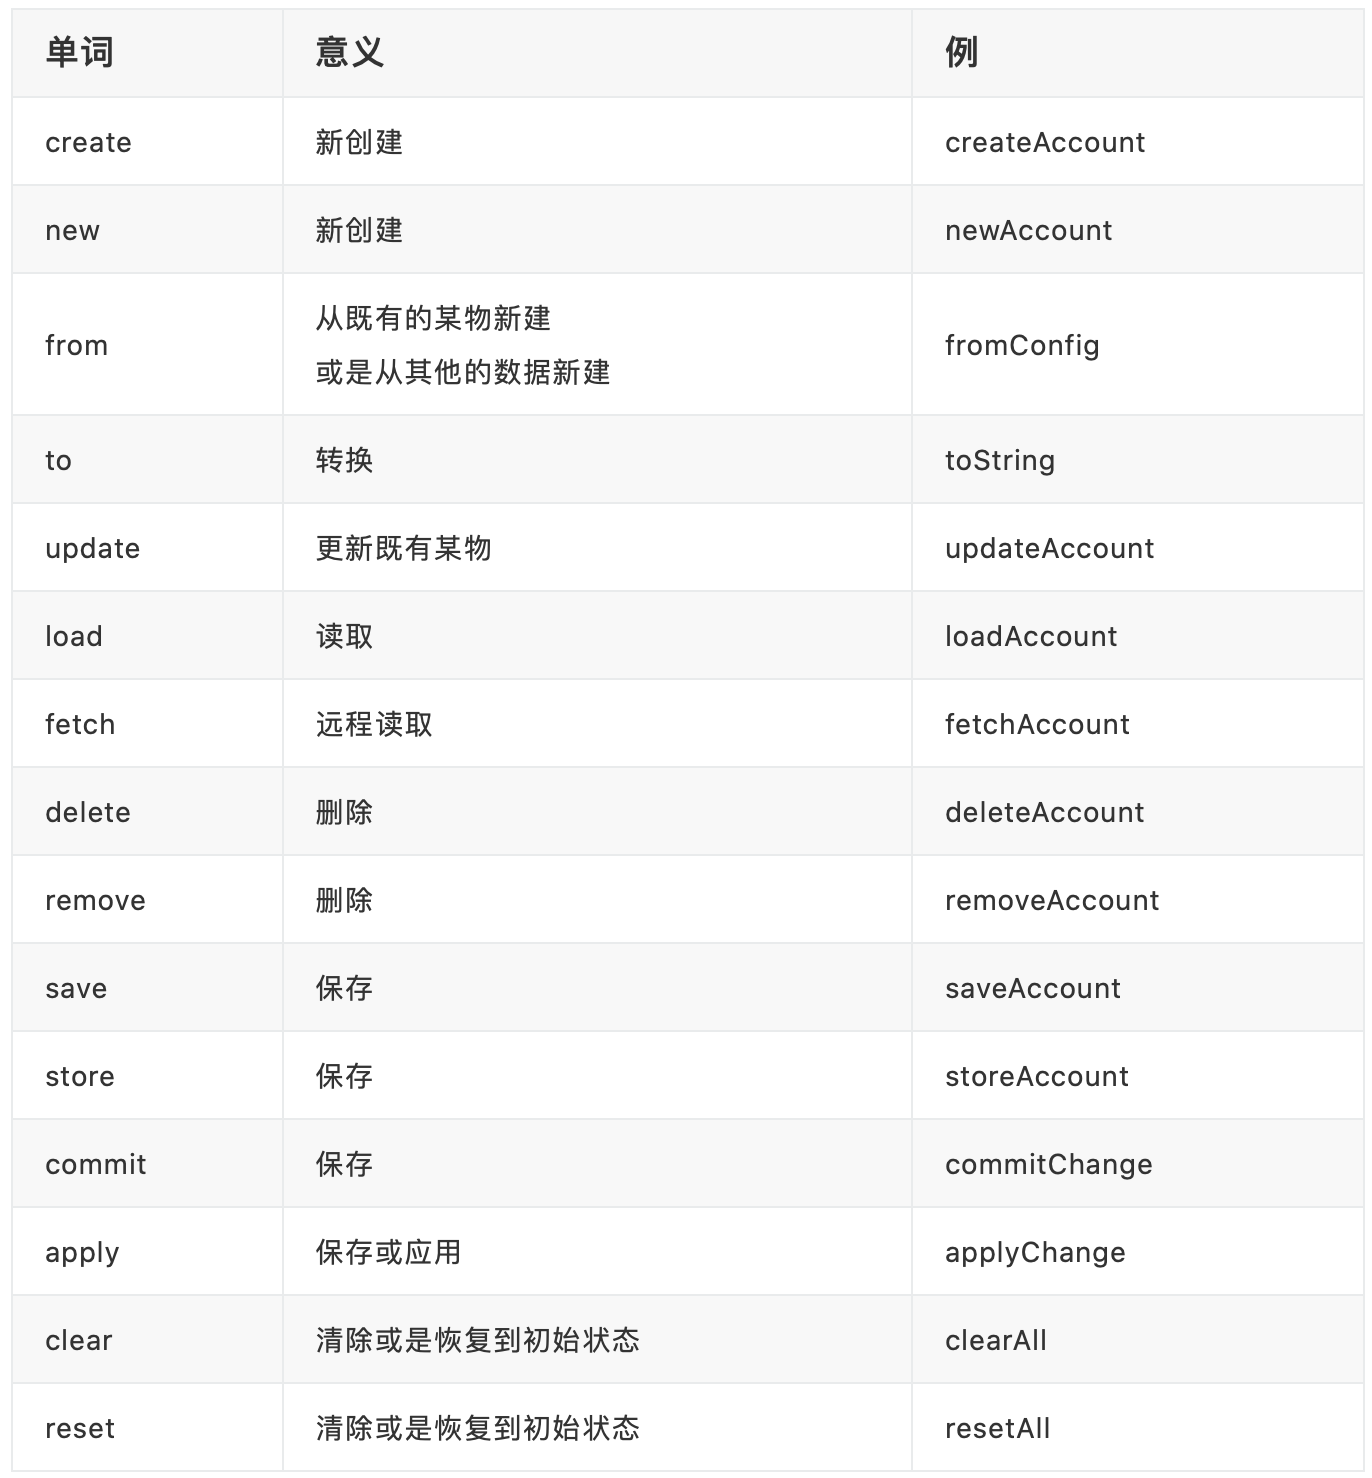 单词 意义 例
create 新创建 createAccount
new 新创建 newAccount
from 从既有的某物新建 fromConfig
或是从其他的数据新建
to 转换 toString
update 更新既有某物 updateAccount
load 读取 loadAccount
fetch 远程读取 fetchAccount
delete 删除 deleteAccount
remove 删除 removeAccount
save 保存 saveAccount
store 保存 storeAccount
commit 保存 commitChange
apply 保存或应用 applyChange
clear 清除或是恢复到初始状态 clearAll
reset 清除或是恢复到初始状态 resetAll